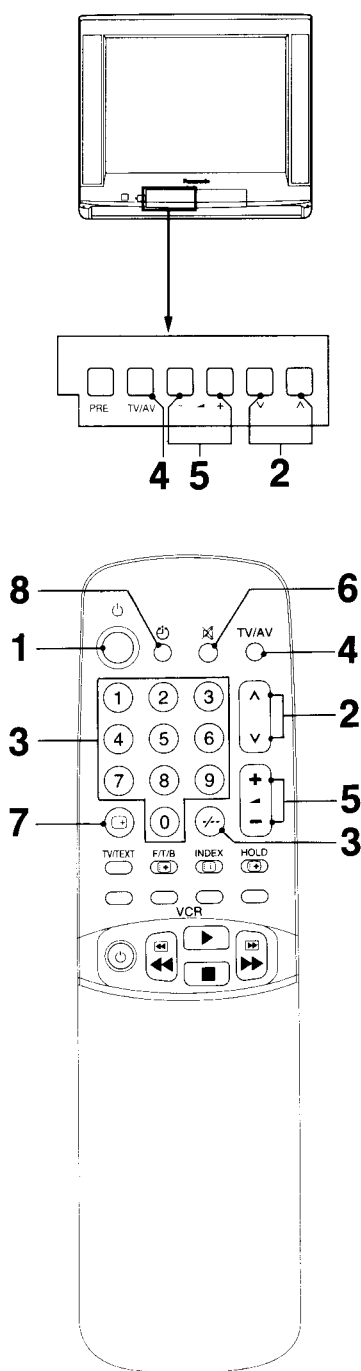 Panasonic
- +
PRE TV/AV
4 5 2
8 6
1 TV/AV 4
1 2 3
2
3 4 5 6
+
7 8 9 5
-
7 0 -/-- 3
TV/TEXT F/T/B INDEX HOLD
VCR